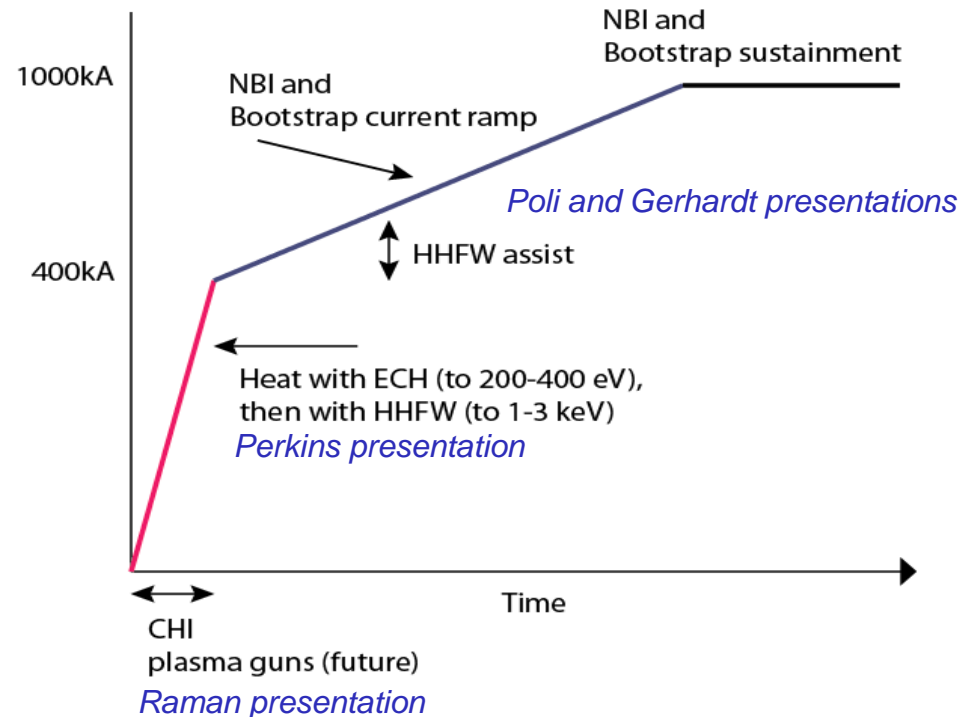 NBI and
Bootstrap sustainment
1000kA
NBI and
Bootstrap current ramp
Poli and Gerhardt presentations
HHFW assist
400kA
Heat with ECH (to 200-400 eV),
then with HHFW (to 1-3 keV)
Perkins presentation
Time
CHI
plasma guns (future)
Raman presentation